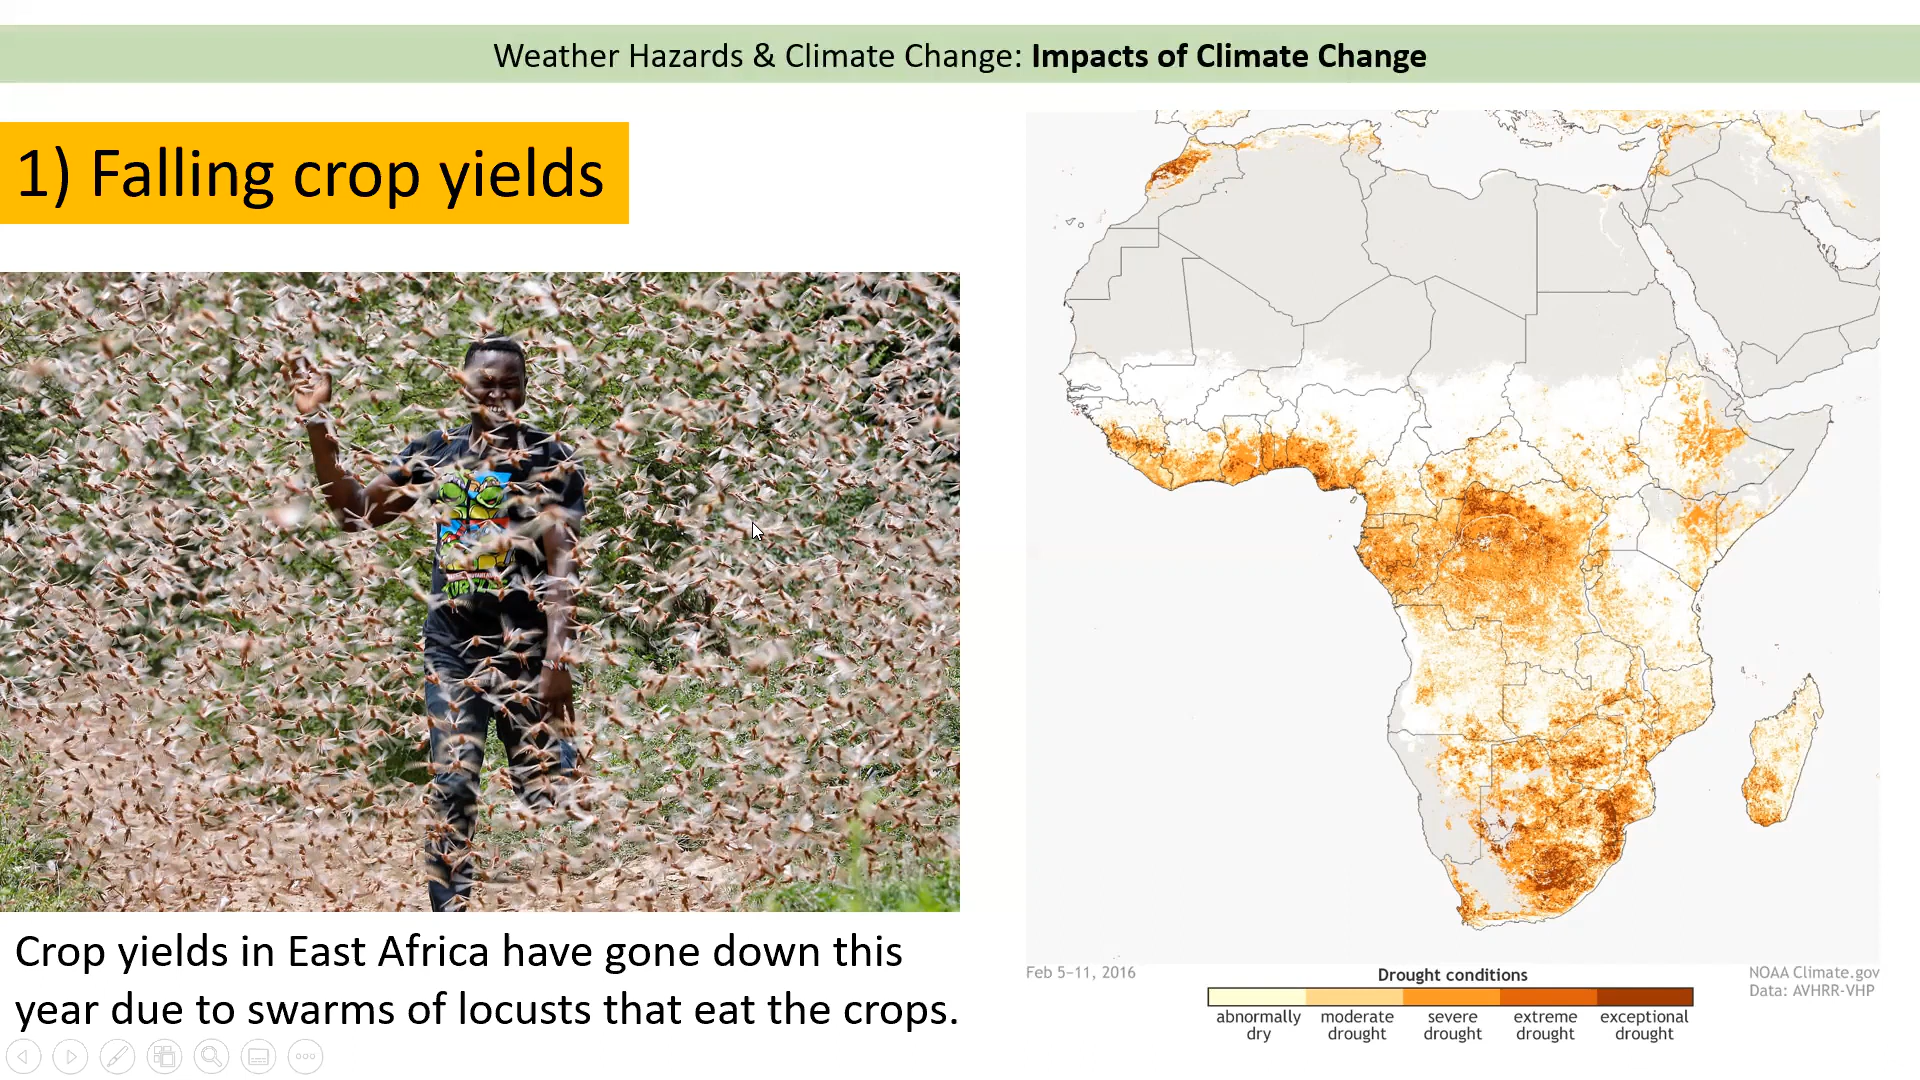 Weather Hazards & Climate Change: Impacts of Climate Change
1) Falling crop yields
TURTLES
Crop yields in East Africa have gone down this
year due to swarms of locusts that eat the crops.
Feb 5–11, 2016
Drought conditions
abnormally dry
moderate drought
severe drought
extreme drought
exceptional drought
NOAA Climate.gov
Data: AVHRR-VHP